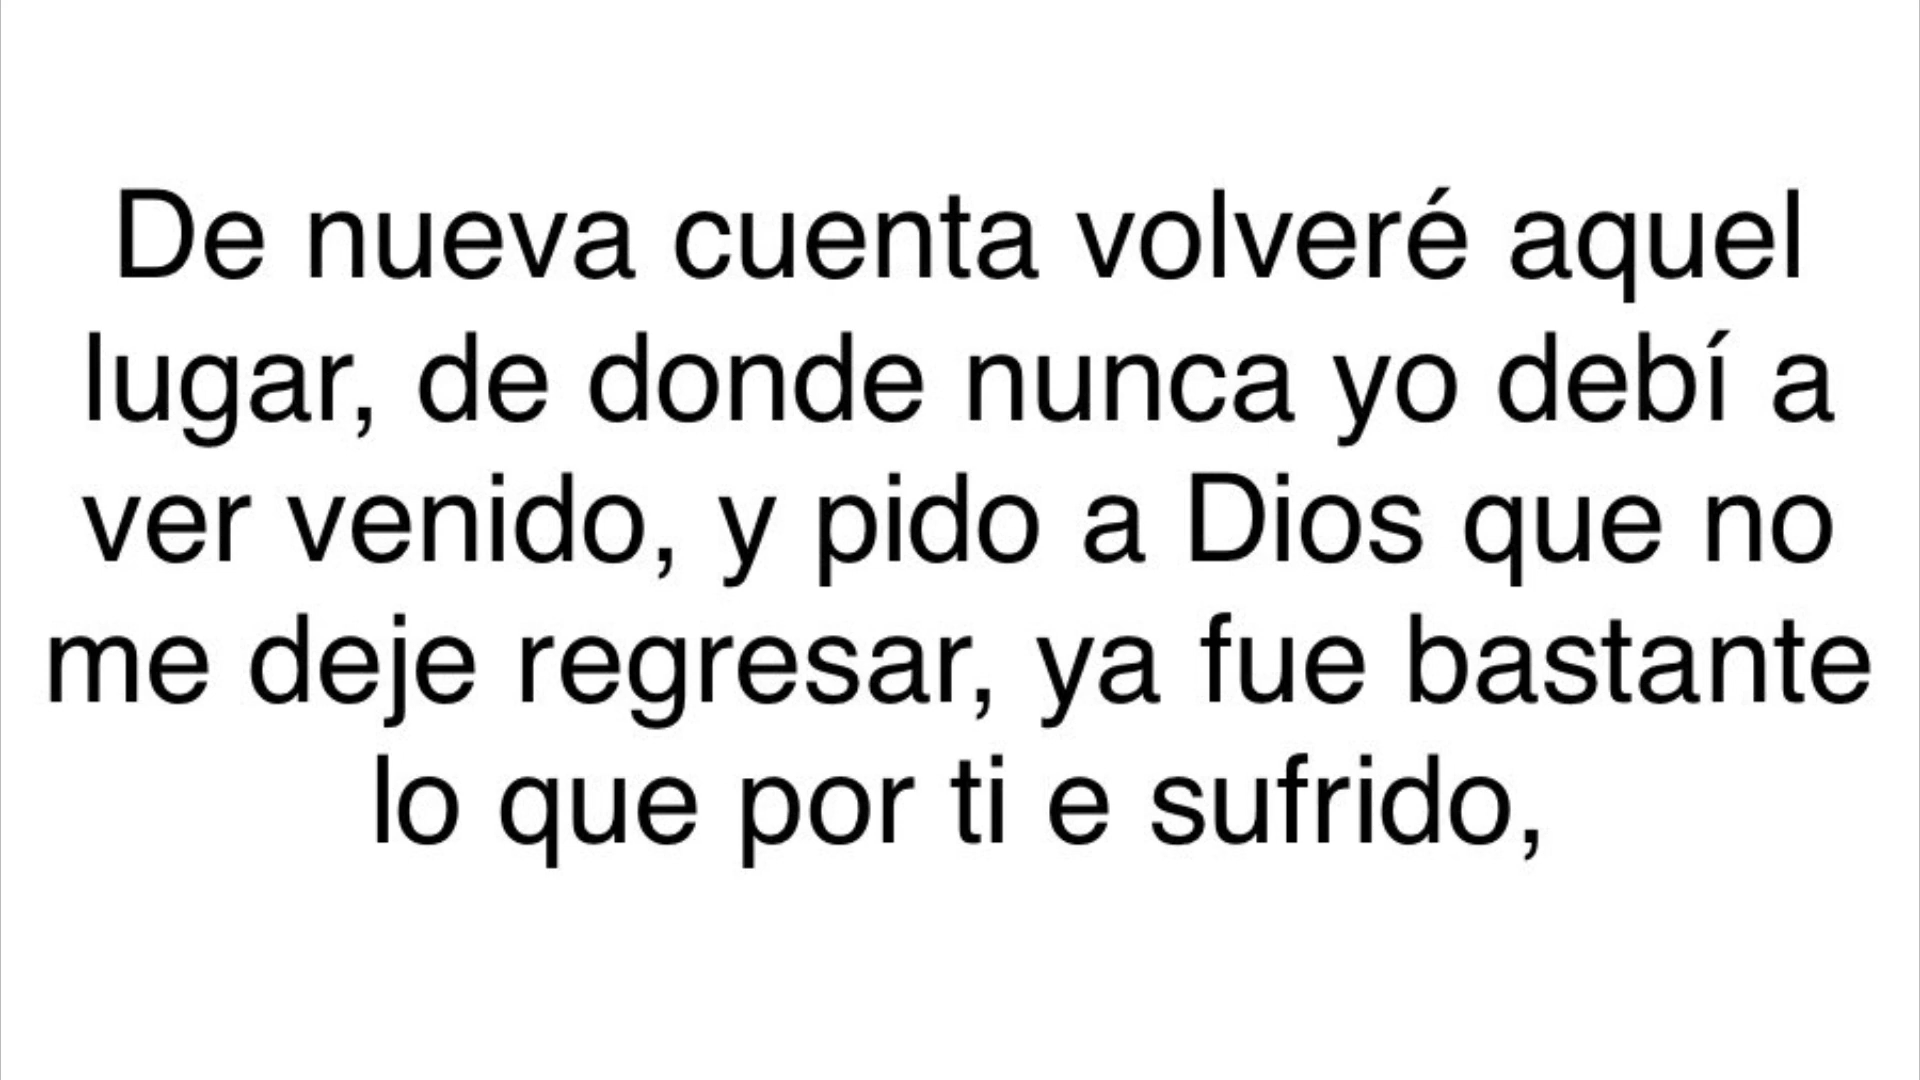 De nueva cuenta volveré aquel
lugar, de donde nunca yo debí a
ver venido, y pido a Dios que no
me deje regresar, ya fue bastante
lo que por ti e sufrido,